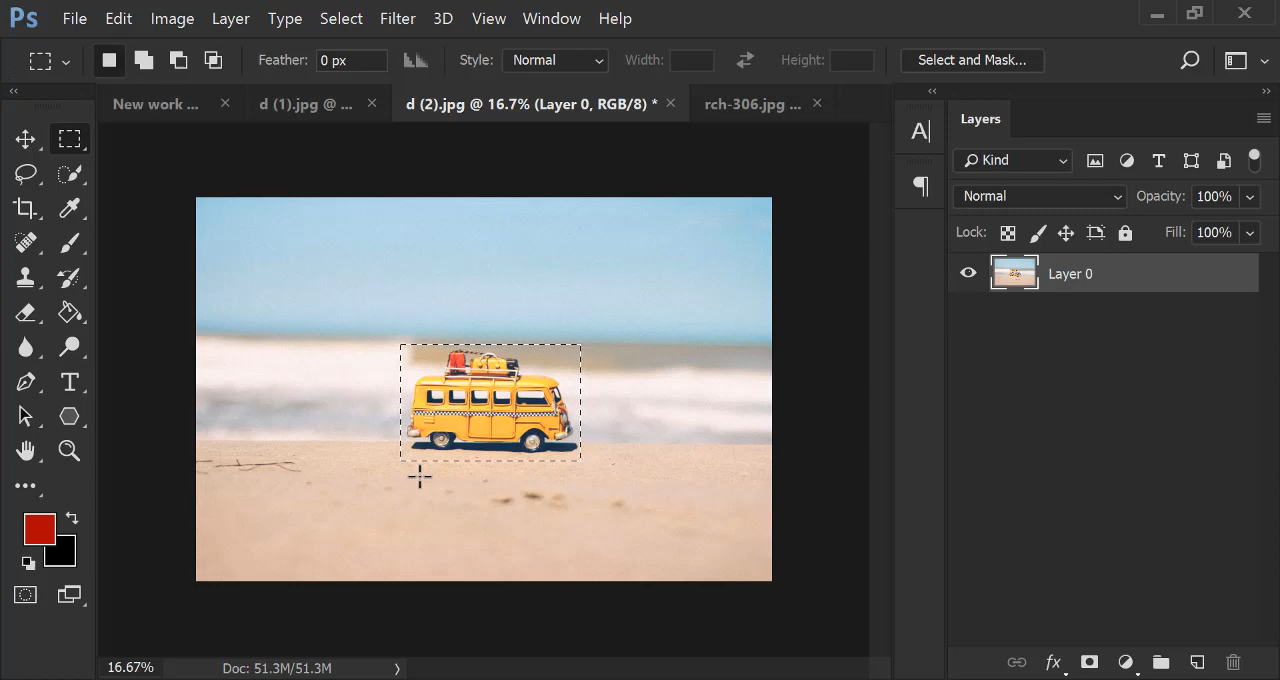 Ps File Edit Image Layer Type Select Filter 3D View Window Help
Feather: 0 px Style: Normal Width: Height: Select and Mask...
New work ... × d (1).jpg @ ... × d (2).jpg @ 16.7% (Layer 0, RGB/8) * × rch-306.jpg ... ×
Layers
Kind
Normal Opacity: 100%
Lock: Fill: 100%
Layer 0
16.67% Doc: 51.3M/51.3M